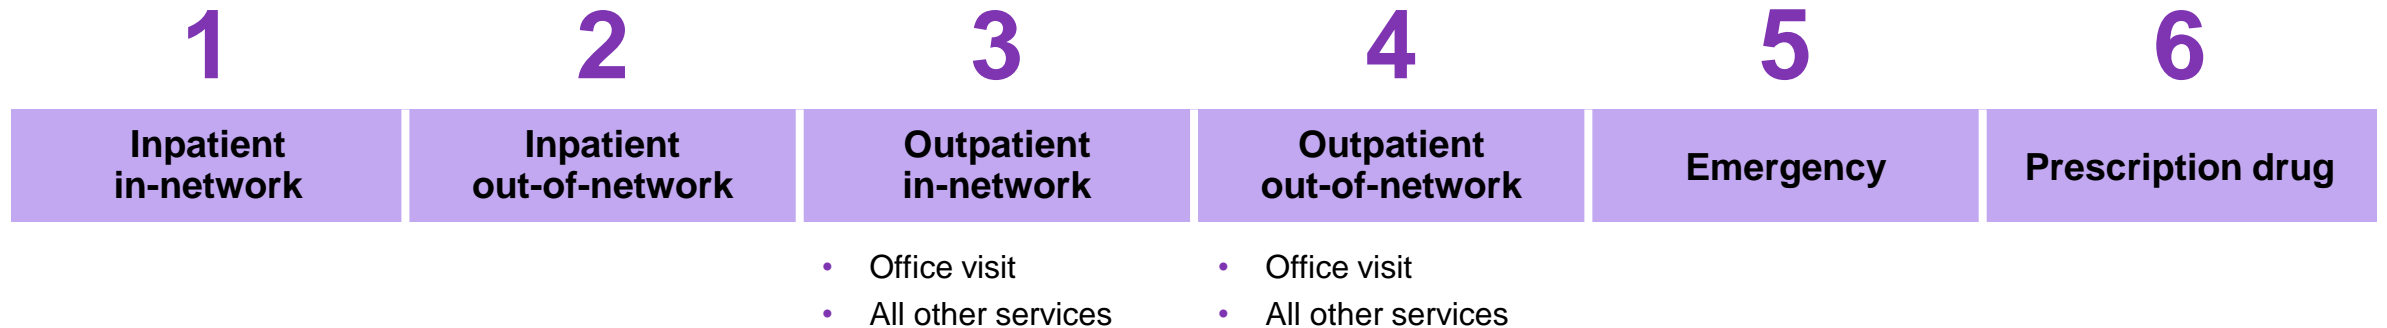 1
Inpatient
in-network
2
Inpatient
out-of-network
3
Outpatient
in-network
• Office visit
• All other services
4
Outpatient
out-of-network
• Office visit
• All other services
5
Emergency
6
Prescription drug